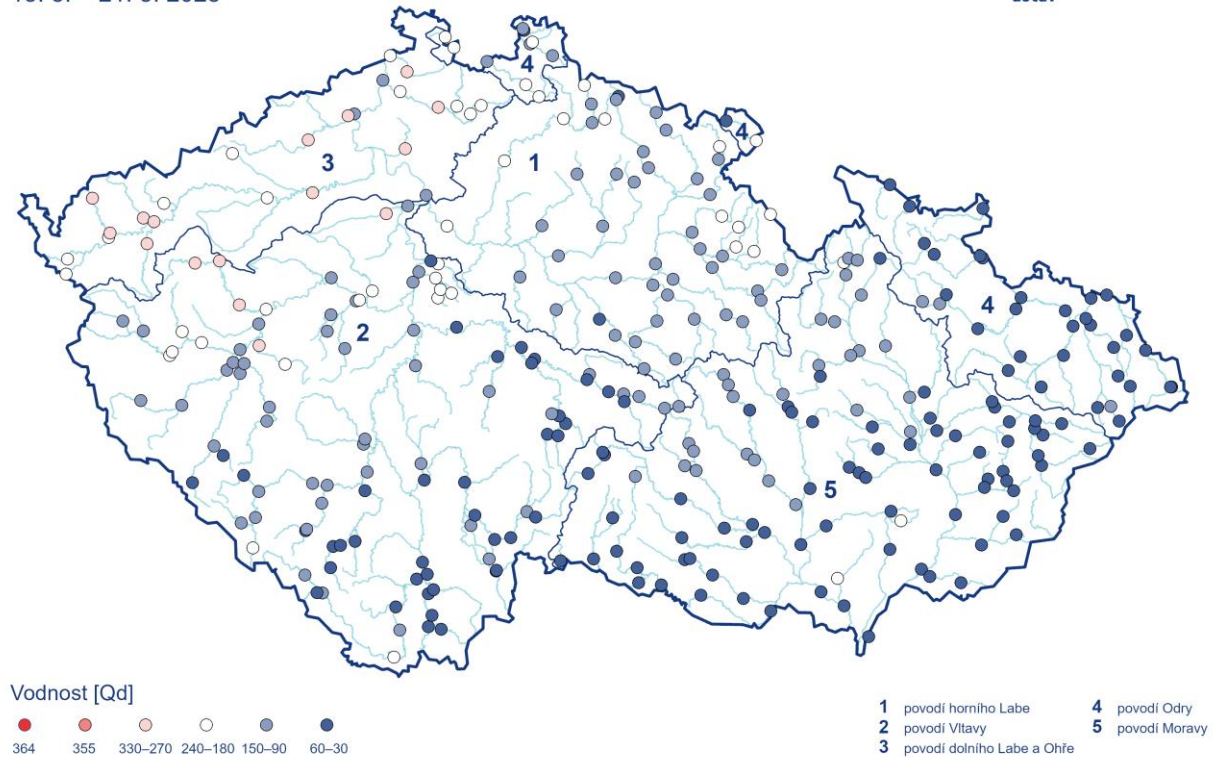 4
4
3
1
2
4
5
Vodnost [Qd]
364 355 330–270 240–180 150–90 60–30
1 povodí horního Labe
2 povodí Vltavy
3 povodí dolního Labe a Ohře
4 povodí Odry
5 povodí Moravy